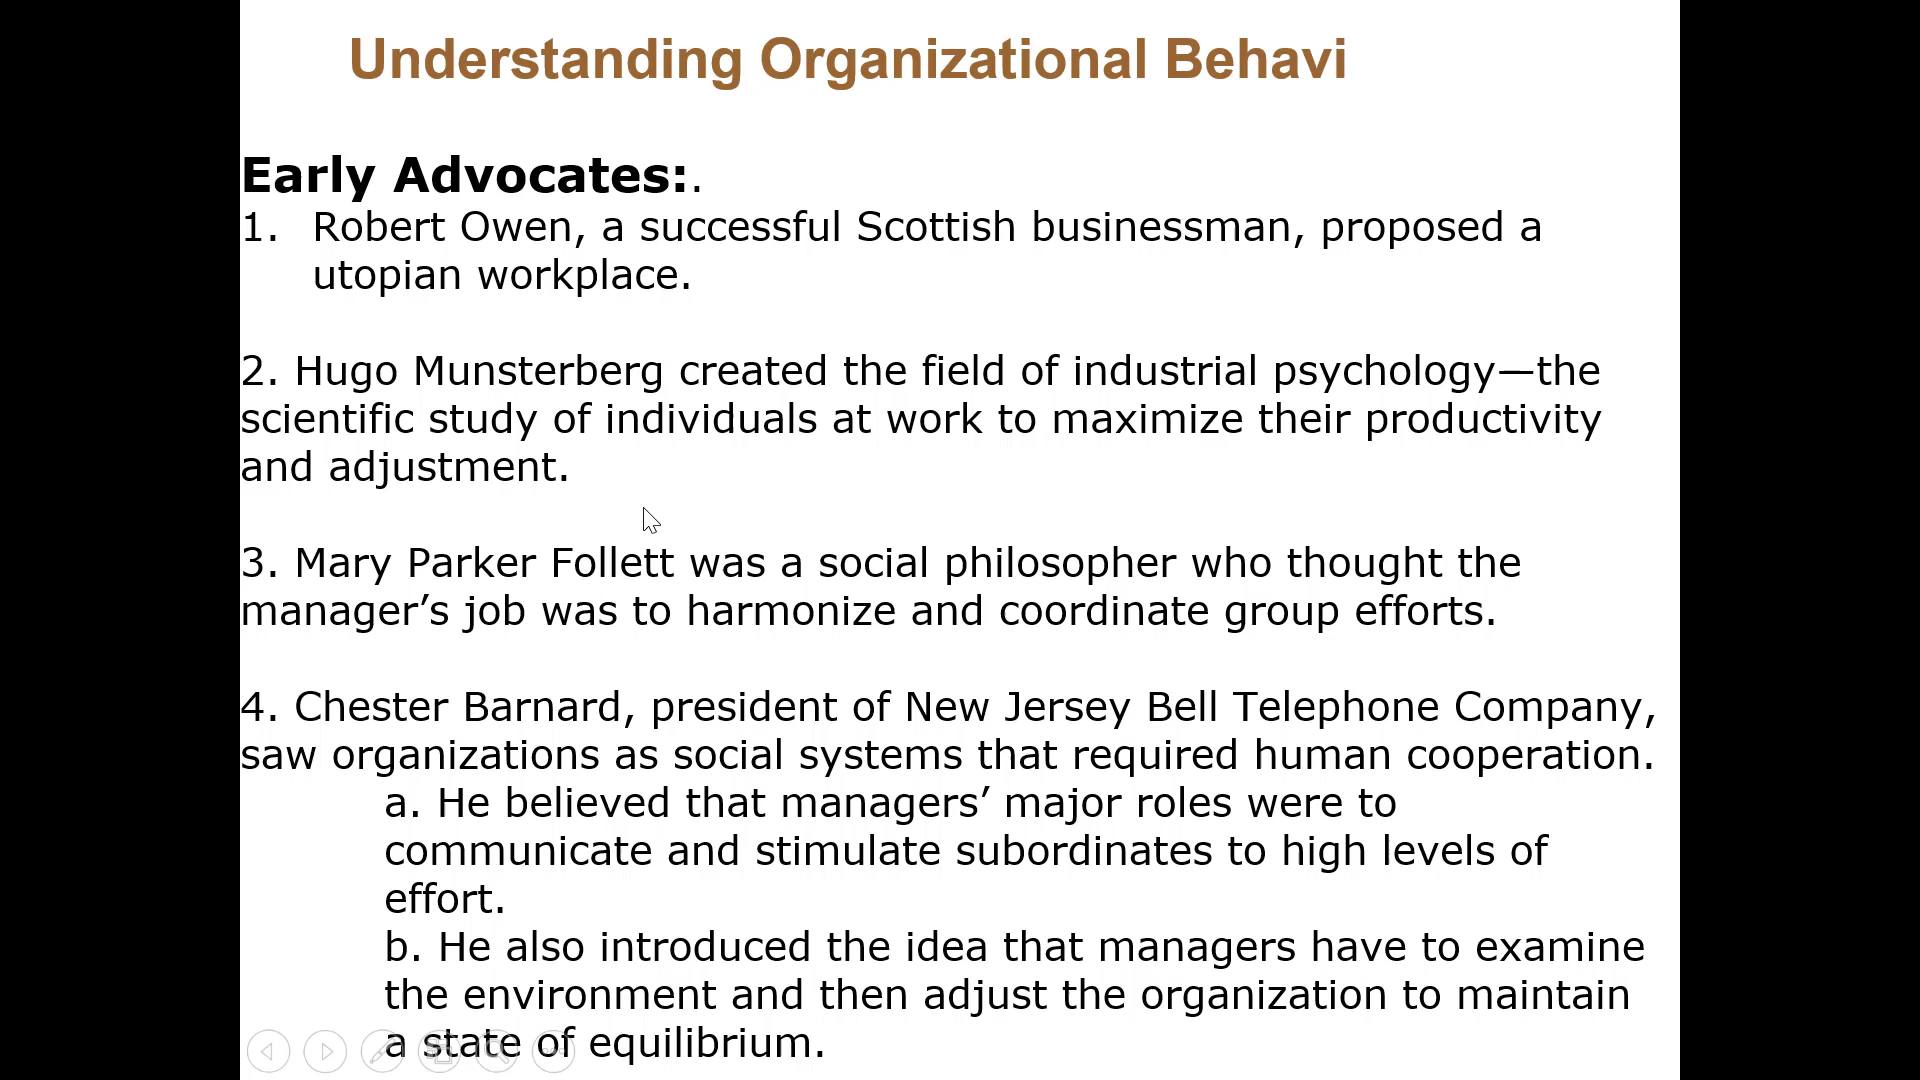 Understanding Organizational Behavi
Early Advocates:.
1. Robert Owen, a successful Scottish businessman, proposed a
utopian workplace.
2. Hugo Munsterberg created the field of industrial psychology—the
scientific study of individuals at work to maximize their productivity
and adjustment.
3. Mary Parker Follett was a social philosopher who thought the
manager’s job was to harmonize and coordinate group efforts.
4. Chester Barnard, president of New Jersey Bell Telephone Company,
saw organizations as social systems that required human cooperation.
a. He believed that managers’ major roles were to
communicate and stimulate subordinates to high levels of
effort.
b. He also introduced the idea that managers have to examine
the environment and then adjust the organization to maintain
a state of equilibrium.